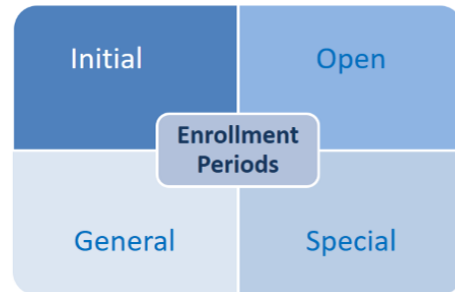 Initial
Open
Enrollment
Periods
General
Special